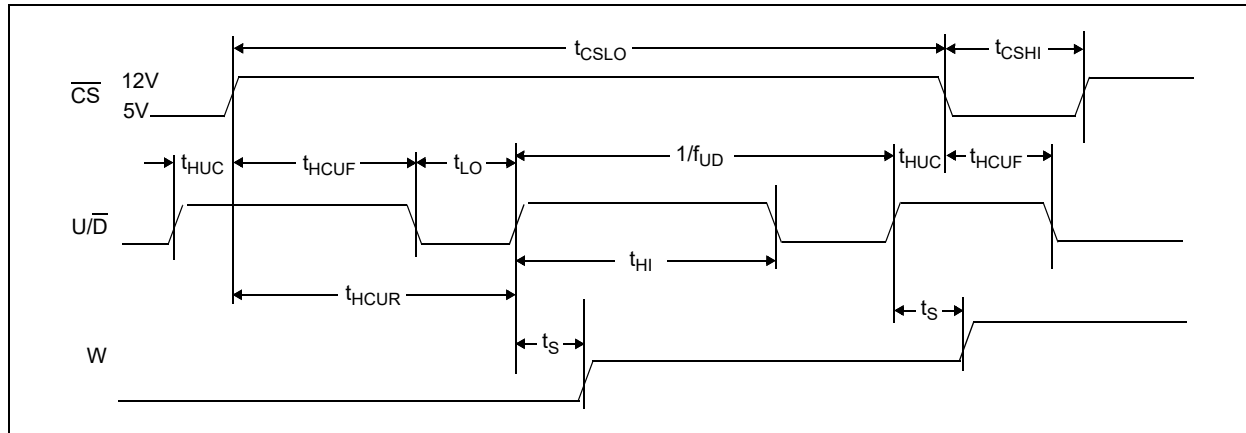 tCSLO
tCSHI
CS
12V
5V
tHUC
tHCUF
tLO
1/fUD
tHUC
tHCUF
U/D
tHI
tHCUR
tS
tS
W